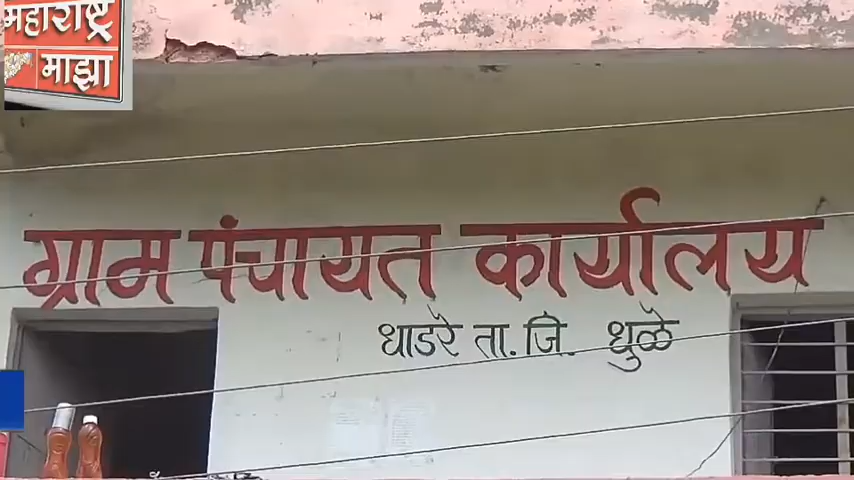 महाराष्ट्र
माझा
ग्राम पंचायत कार्यालय
धाडरे ता. जि. धुळे